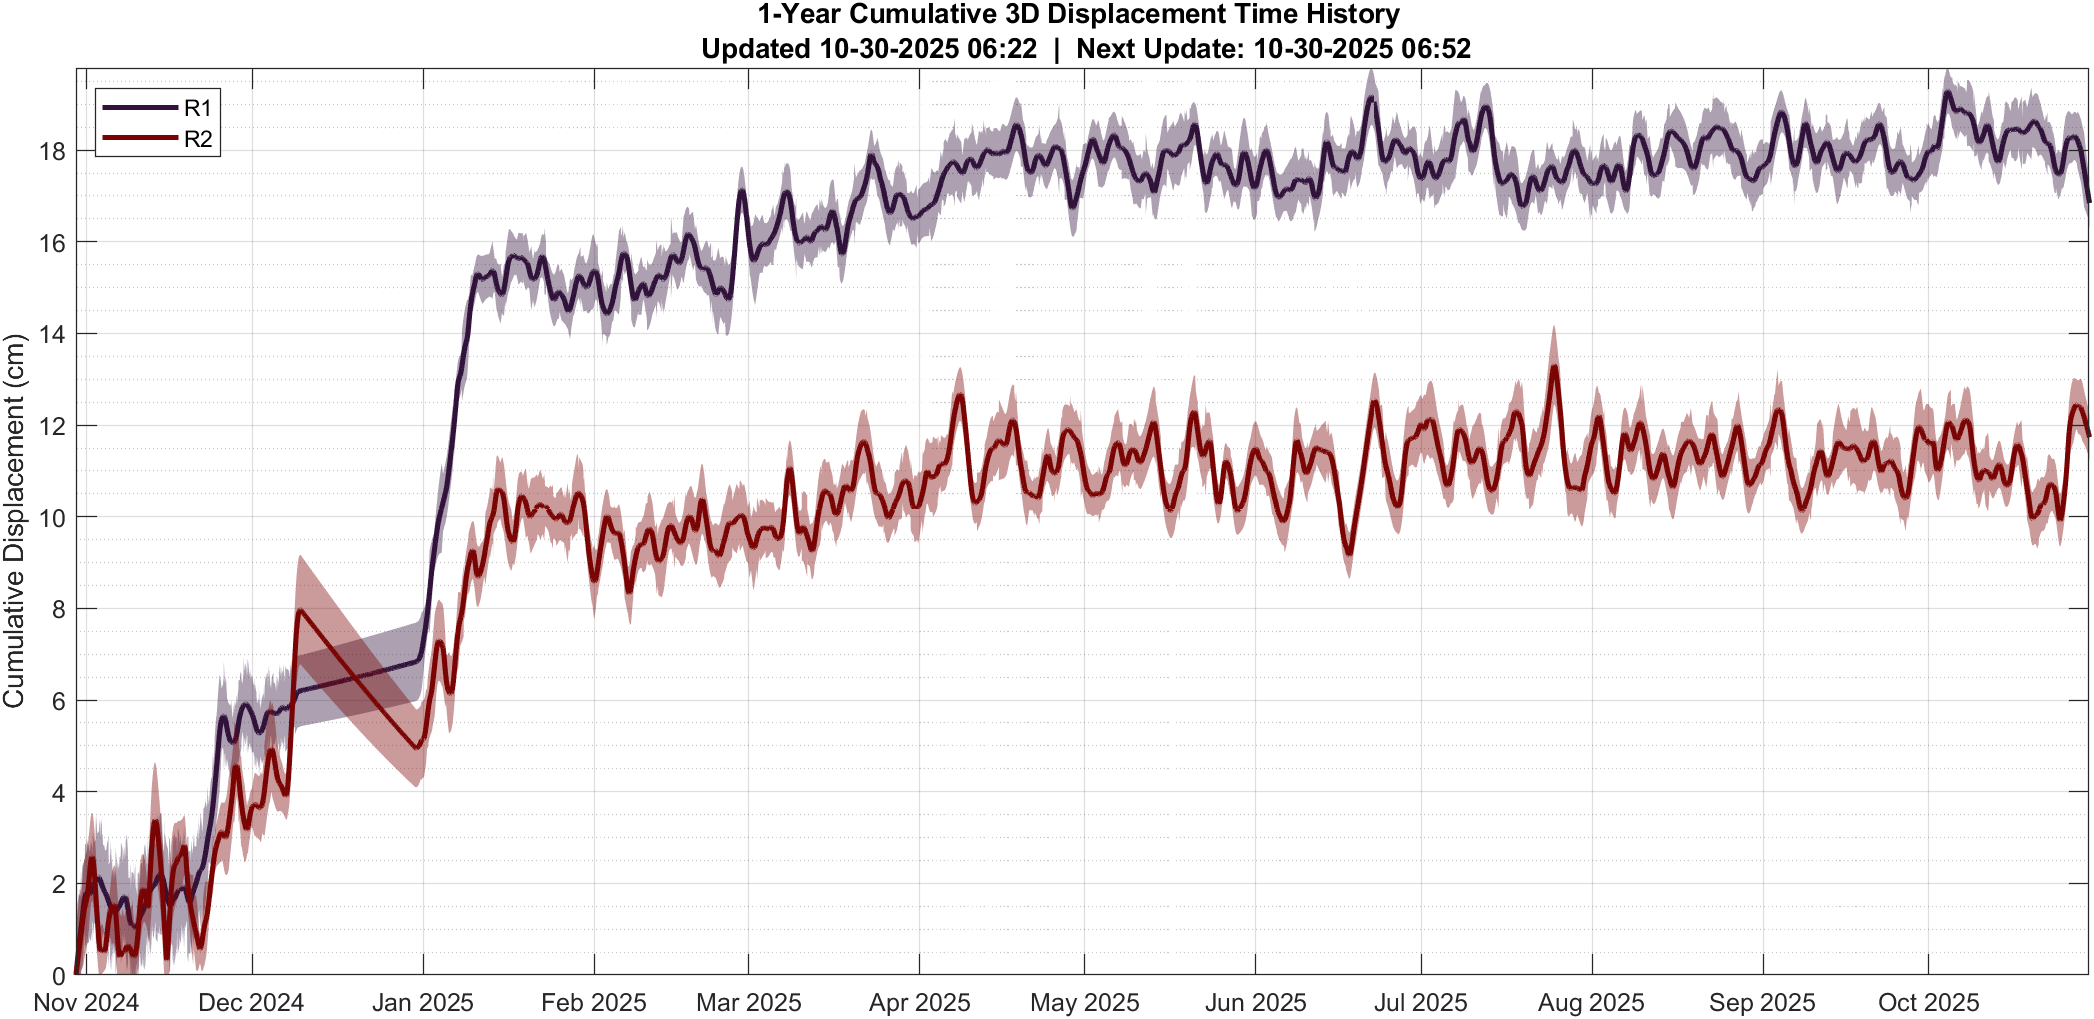 1-Year Cumulative 3D Displacement Time History
Updated 10-30-2025 06:22 | Next Update: 10-30-2025 06:52
R1
R2
Cumulative Displacement (cm)
18
16
14
12
10
8
6
4
2
0
Nov 2024 Dec 2024 Jan 2025 Feb 2025 Mar 2025 Apr 2025 May 2025 Jun 2025 Jul 2025 Aug 2025 Sep 2025 Oct 2025